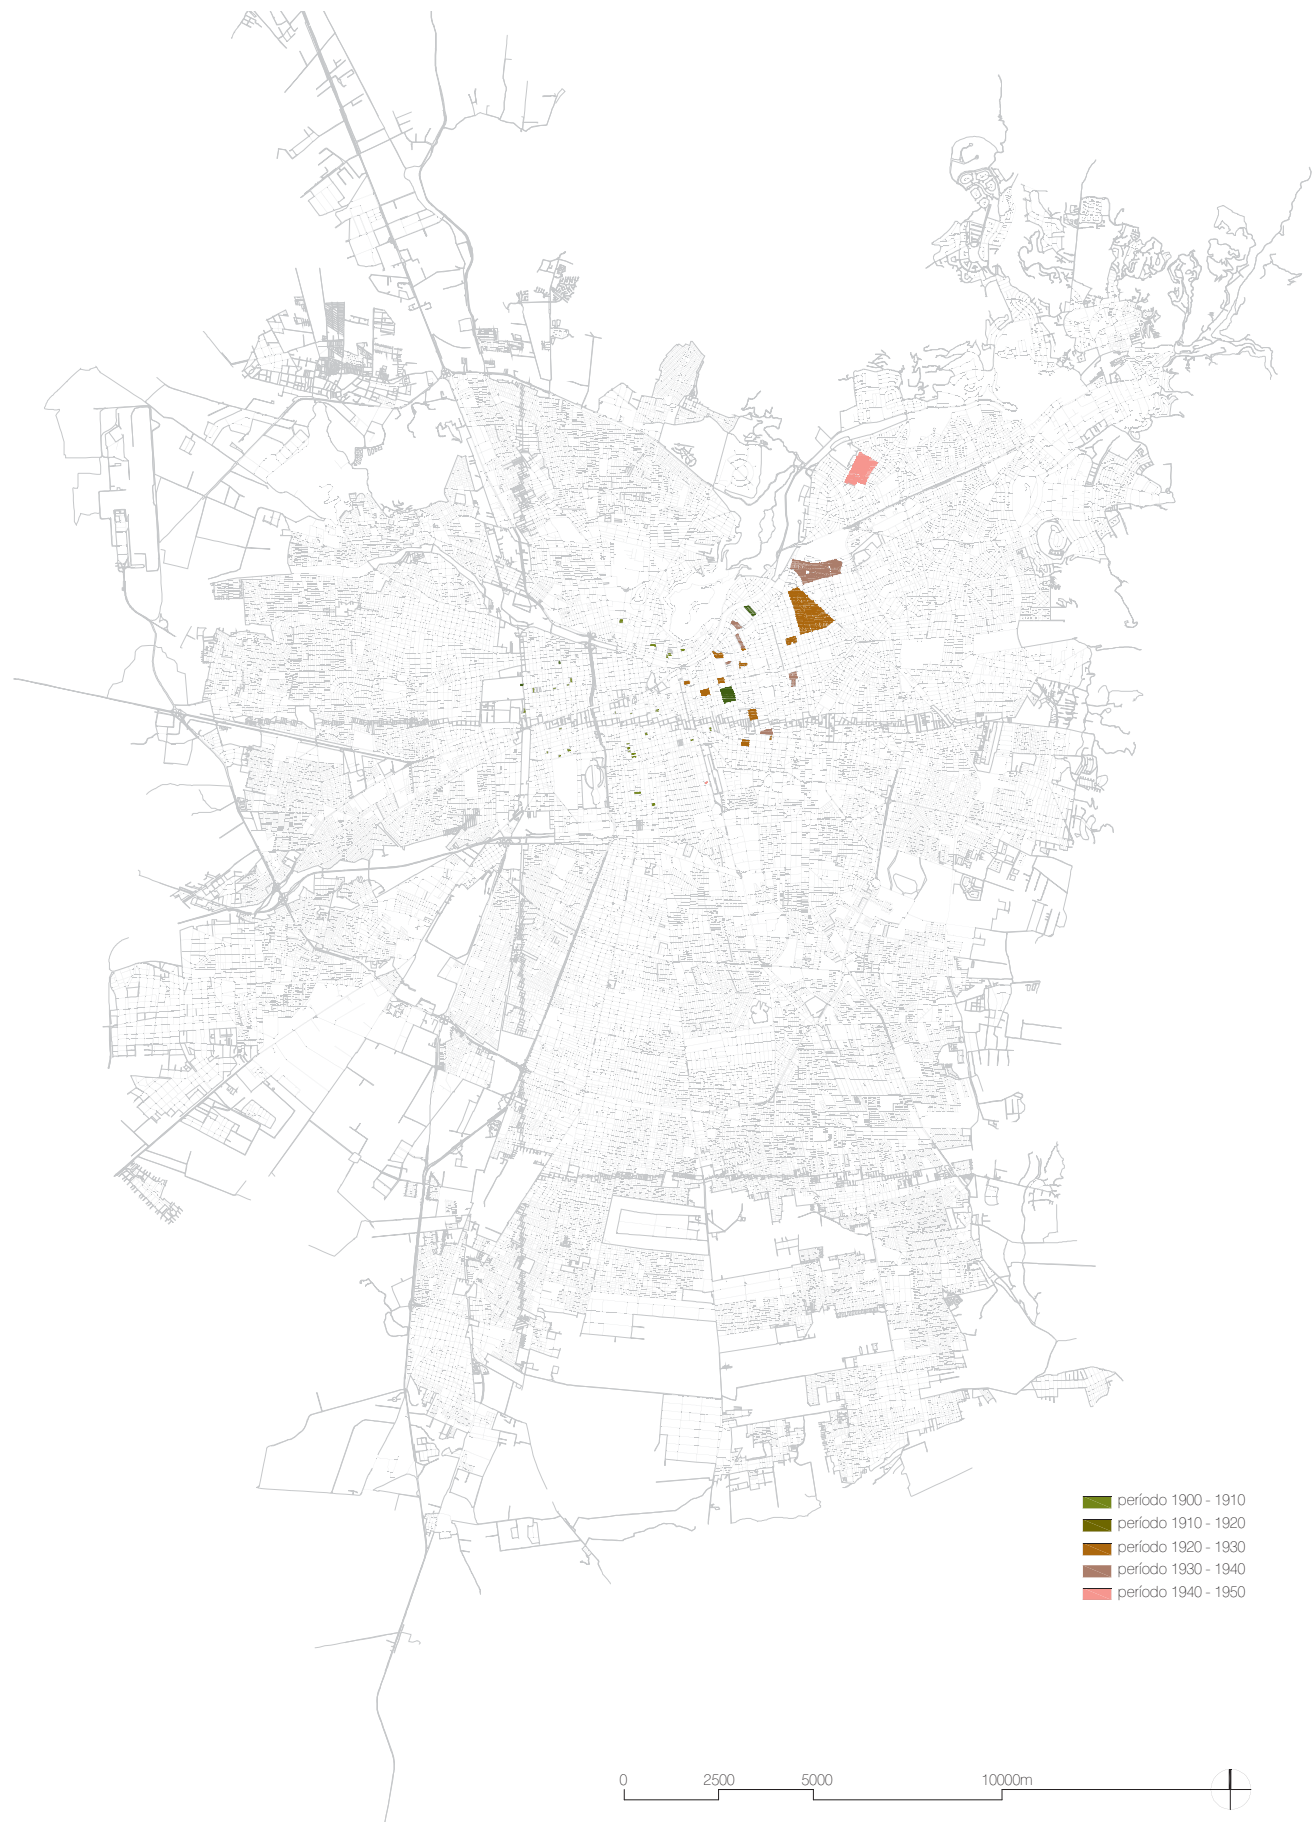 período 1900 - 1910
período 1910 - 1920
período 1920 - 1930
período 1930 - 1940
período 1940 - 1950
0 2500 5000 10000m